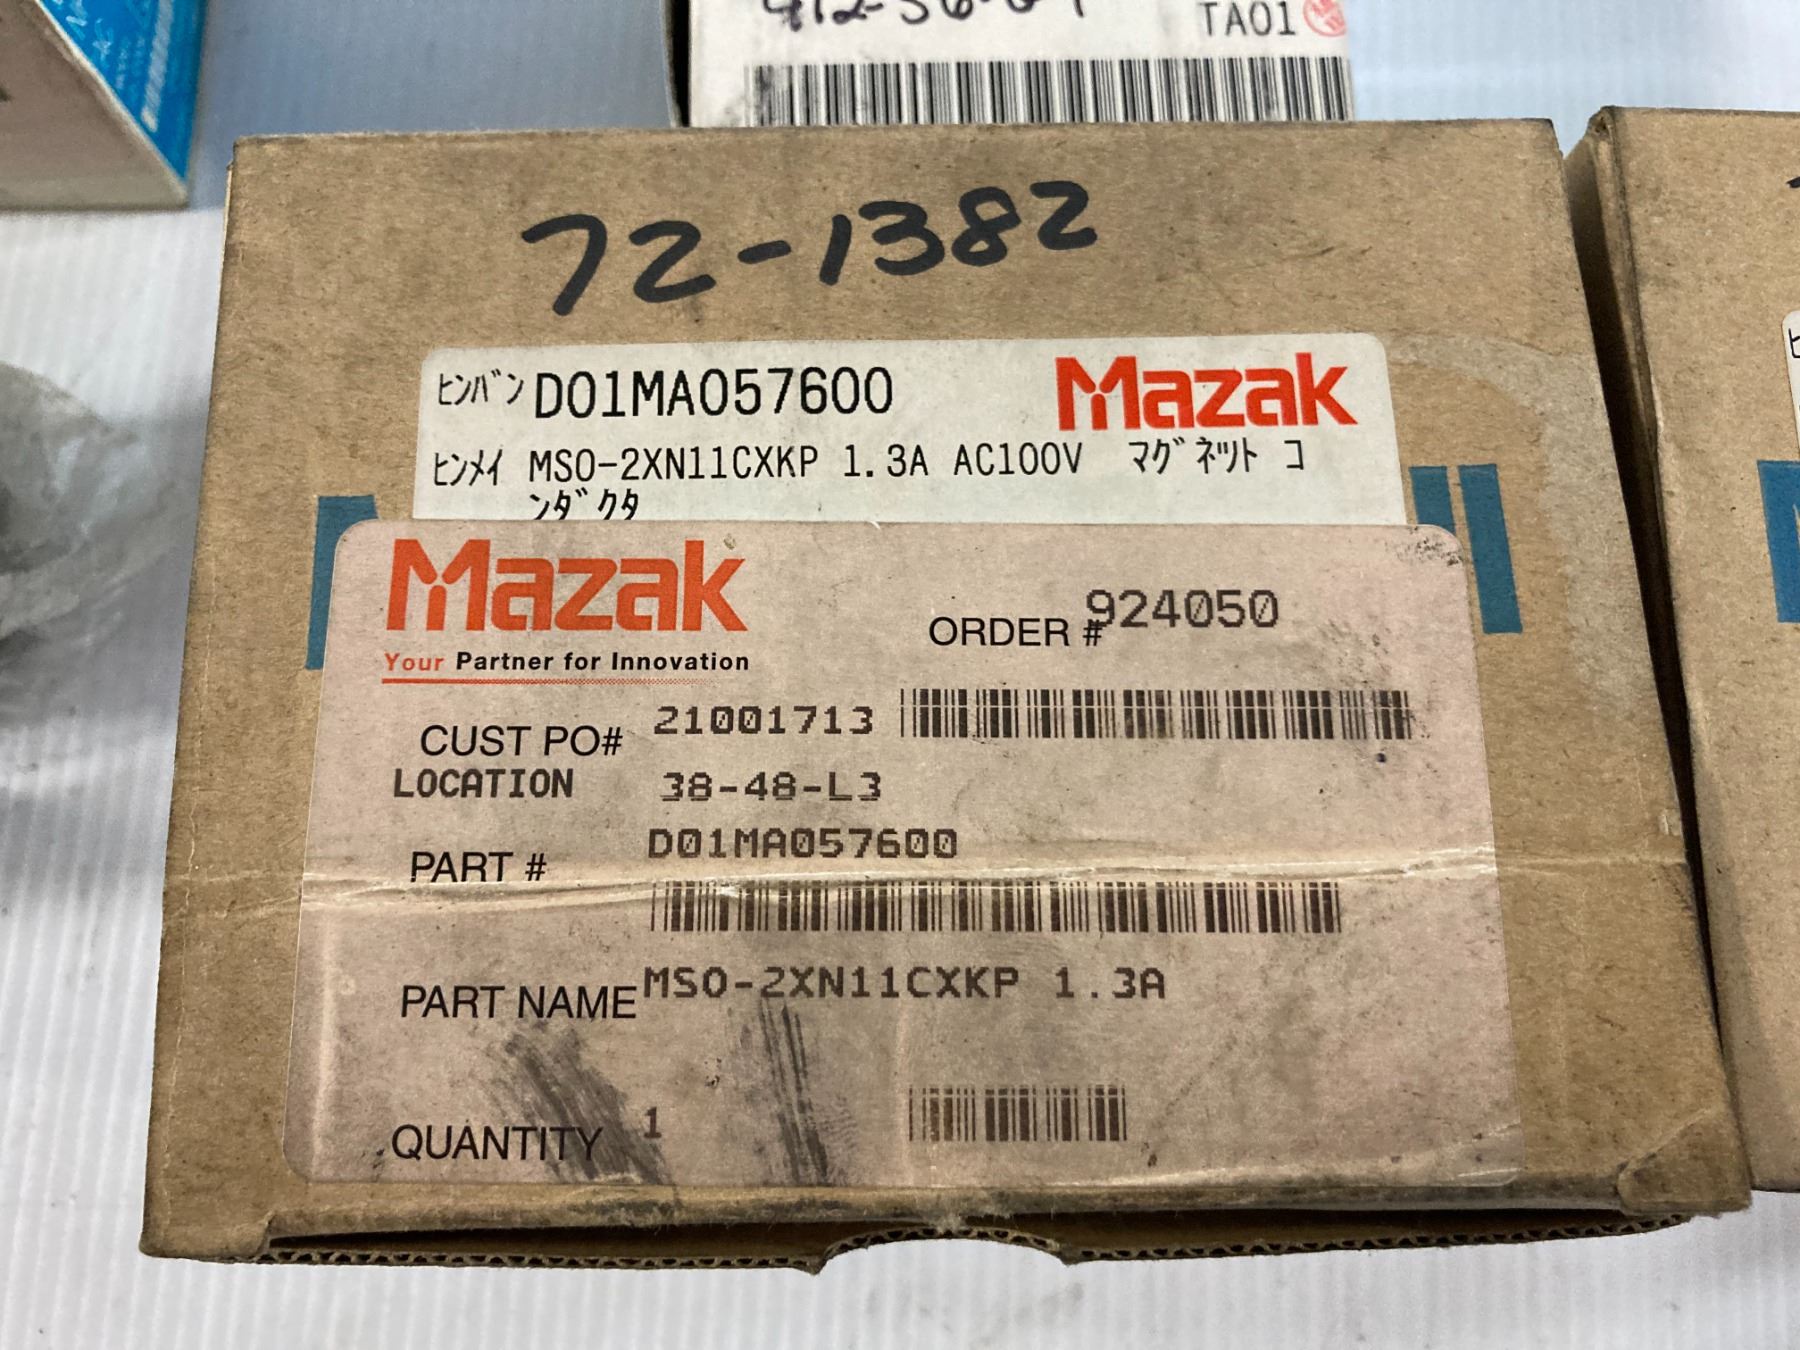 TA01
72-1382
ヒンバン D01MA057600 Mazak
ヒンメイ MSO-2XN11CXKP 1.3A AC100V マグネット コ
ンダクタ
Mazak
Your Partner for Innovation
ORDER # 924050
CUST PO# 21001713
LOCATION 38-48-L3
PART # D01MA057600
PART NAME MSO-2XN11CXKP 1.3A
QUANTITY 1